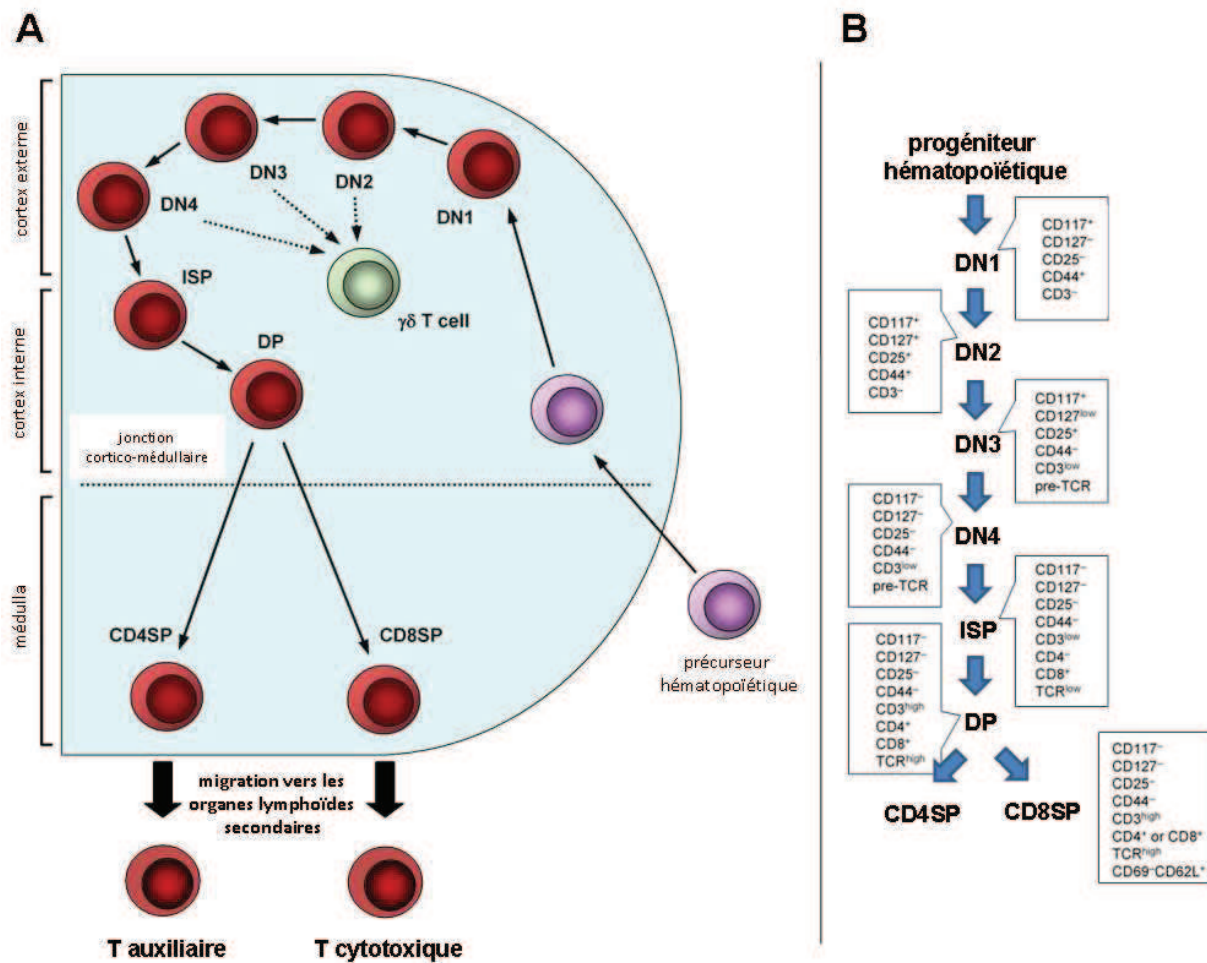 A
cortex externe
cortex interne
médulla
DN3
DN2
DN1
DN4
ISP
γδ T cell
DP
jonction
cortico-médullaire
CD4SP
CD8SP
précurseur
hématopoïétique
migration vers les
organes lymphoïdes
secondaires
T auxiliaire
T cytotoxique
B
progéniteur
hématopoïétique
DN1
CD117⁺
CD127⁻
CD25⁻
CD44⁺
CD3⁻
DN2
CD117⁺
CD127⁺
CD25⁺
CD44⁺
CD3⁻
DN3
CD117⁺
CD127ˡᵒʷ
CD25⁺
CD44⁻
CD3ˡᵒʷ
pre-TCR
DN4
CD117⁻
CD127⁻
CD25⁻
CD44⁻
CD3ˡᵒʷ
pre-TCR
ISP
CD117⁻
CD127⁻
CD25⁻
CD44⁻
CD3ˡᵒʷ
CD4⁻
CD8⁺
TCRˡᵒʷ
DP
CD117⁻
CD127⁻
CD25⁻
CD44⁻
CD3ʰⁱᵍʰ
CD4⁺
CD8⁺
TCRʰⁱᵍʰ
CD4SP
CD8SP
CD117⁻
CD127⁻
CD25⁻
CD44⁻
CD3ʰⁱᵍʰ
CD4⁺ or CD8⁺
TCRʰⁱᵍʰ
CD69⁻CD62L⁺